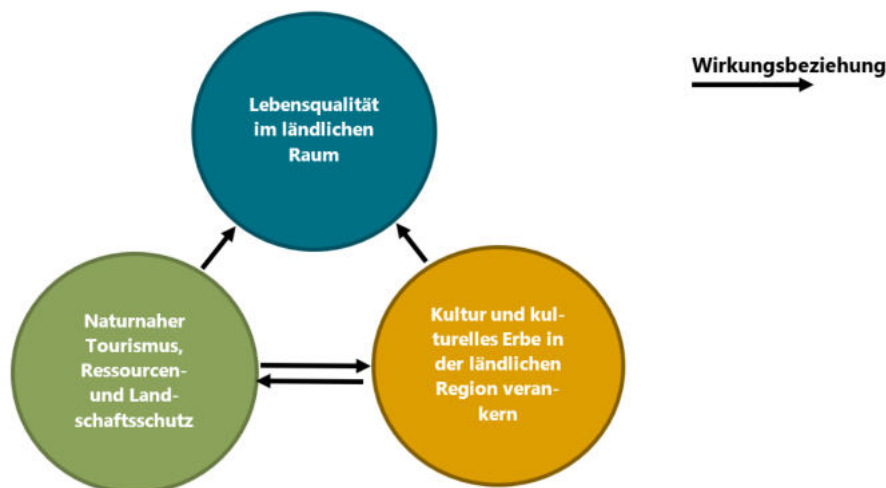 Lebensqualität
im ländlichen
Raum
Wirkungsbeziehung
Naturnaher
Tourismus,
Ressourcen-
und Land-
schaftsschutz
Kultur und kul-
turelles Erbe in
der ländlichen
Region veran-
kern